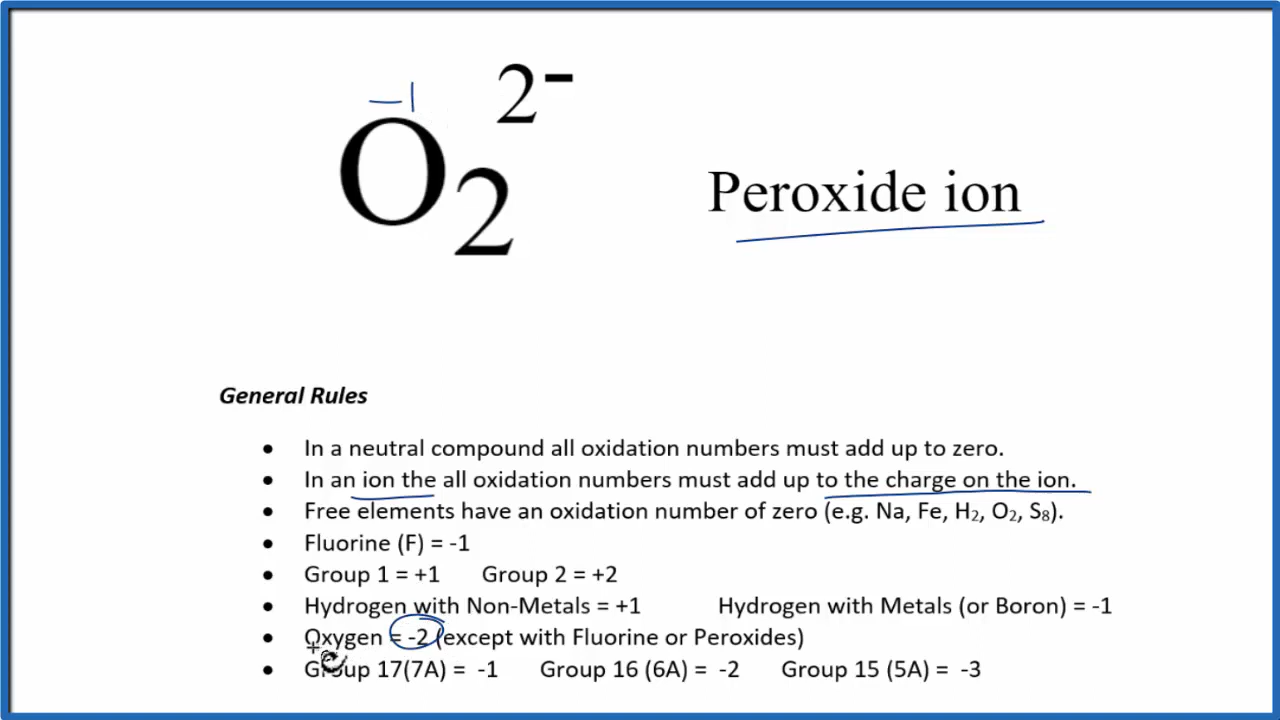 −1
O₂²⁻
Peroxide ion
General Rules
• In a neutral compound all oxidation numbers must add up to zero.
• In an ion the all oxidation numbers must add up to the charge on the ion.
• Free elements have an oxidation number of zero (e.g. Na, Fe, H₂, O₂, S₈).
• Fluorine (F) = -1
• Group 1 = +1 Group 2 = +2
• Hydrogen with Non-Metals = +1 Hydrogen with Metals (or Boron) = -1
• Oxygen = -2 (except with Fluorine or Peroxides)
• Group 17(7A) = -1 Group 16 (6A) = -2 Group 15 (5A) = -3